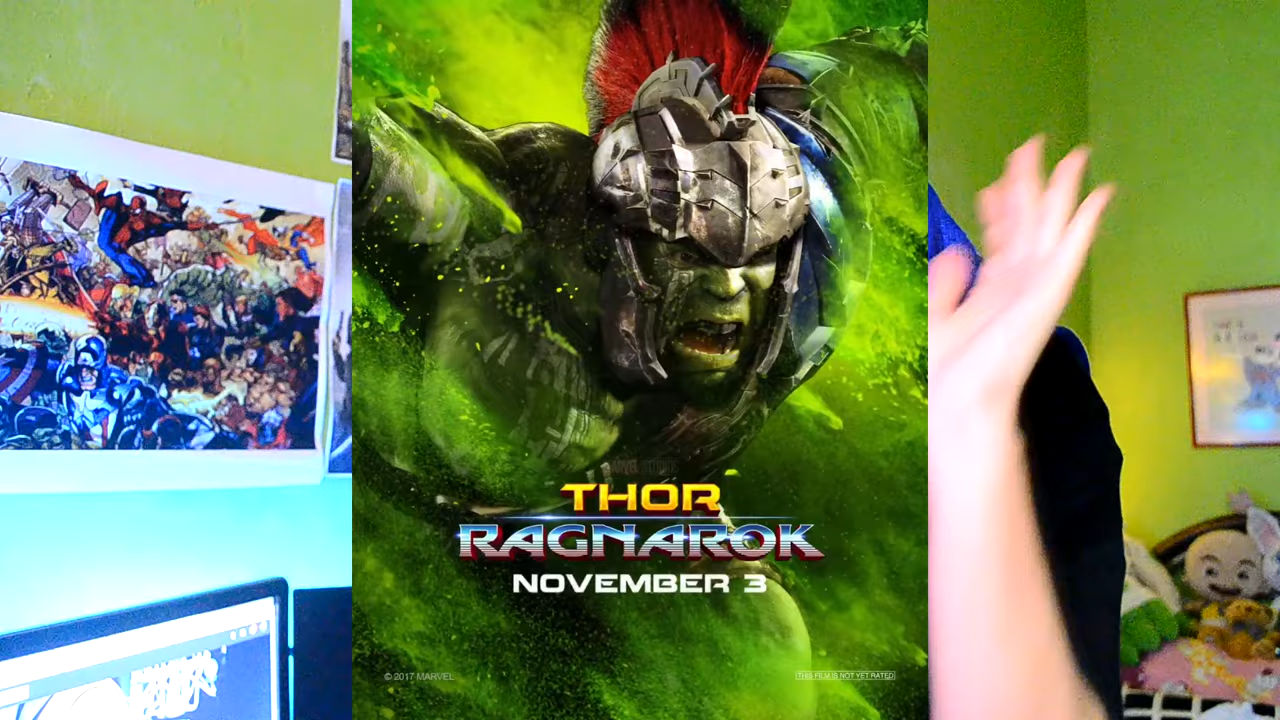 THOR
RAGNAROK
NOVEMBER 3
© 2017 MARVEL
THIS FILM IS NOT YET RATED